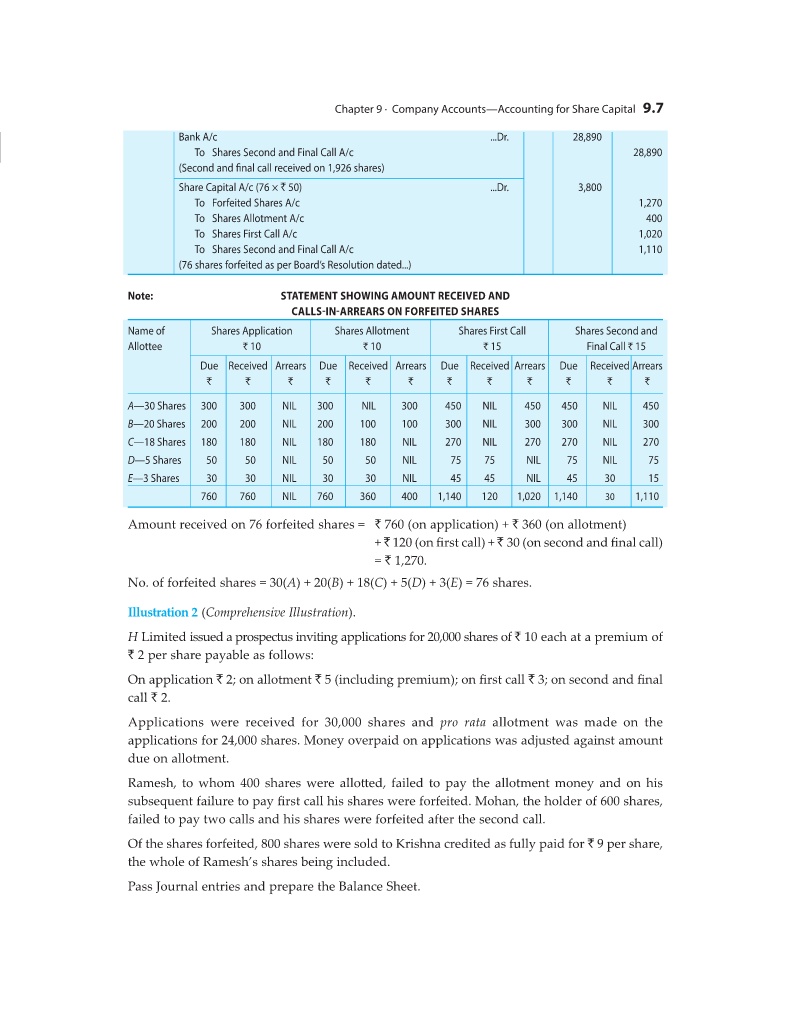 Chapter 9 · Company Accounts—Accounting for Share Capital 9.7
Bank A/c ...Dr. 28,890
To Shares Second and Final Call A/c 28,890
(Second and final call received on 1,926 shares)
Share Capital A/c (76 × ₹ 50) ...Dr. 3,800
To Forfeited Shares A/c 1,270
To Shares Allotment A/c 400
To Shares First Call A/c 1,020
To Shares Second and Final Call A/c 1,110
(76 shares forfeited as per Board's Resolution dated...)
Note: STATEMENT SHOWING AMOUNT RECEIVED AND
CALLS-IN-ARREARS ON FORFEITED SHARES
Name of Shares Application Shares Allotment Shares First Call Shares Second and
Allottee ₹ 10 ₹ 10 ₹ 15 Final Call ₹ 15
Due Received Arrears Due Received Arrears Due Received Arrears Due Received Arrears
₹ ₹ ₹ ₹ ₹ ₹ ₹ ₹ ₹ ₹ ₹ ₹
A—30 Shares 300 300 NIL 300 NIL 300 450 NIL 450 450 NIL 450
B—20 Shares 200 200 NIL 200 100 100 300 NIL 300 300 NIL 300
C—18 Shares 180 180 NIL 180 180 NIL 270 NIL 270 270 NIL 270
D—5 Shares 50 50 NIL 50 50 NIL 75 75 NIL 75 NIL 75
E—3 Shares 30 30 NIL 30 30 NIL 45 45 NIL 45 30 15
760 760 NIL 760 360 400 1,140 120 1,020 1,140 30 1,110
Amount received on 76 forfeited shares = ₹ 760 (on application) + ₹ 360 (on allotment)
+ ₹ 120 (on first call) + ₹ 30 (on second and final call)
= ₹ 1,270.
No. of forfeited shares = 30(A) + 20(B) + 18(C) + 5(D) + 3(E) = 76 shares.
Illustration 2 (Comprehensive Illustration).
H Limited issued a prospectus inviting applications for 20,000 shares of ₹ 10 each at a premium of
₹ 2 per share payable as follows:
On application ₹ 2; on allotment ₹ 5 (including premium); on first call ₹ 3; on second and final
call ₹ 2.
Applications were received for 30,000 shares and pro rata allotment was made on the
applications for 24,000 shares. Money overpaid on applications was adjusted against amount
due on allotment.
Ramesh, to whom 400 shares were allotted, failed to pay the allotment money and on his
subsequent failure to pay first call his shares were forfeited. Mohan, the holder of 600 shares,
failed to pay two calls and his shares were forfeited after the second call.
Of the shares forfeited, 800 shares were sold to Krishna credited as fully paid for ₹ 9 per share,
the whole of Ramesh's shares being included.
Pass Journal entries and prepare the Balance Sheet.